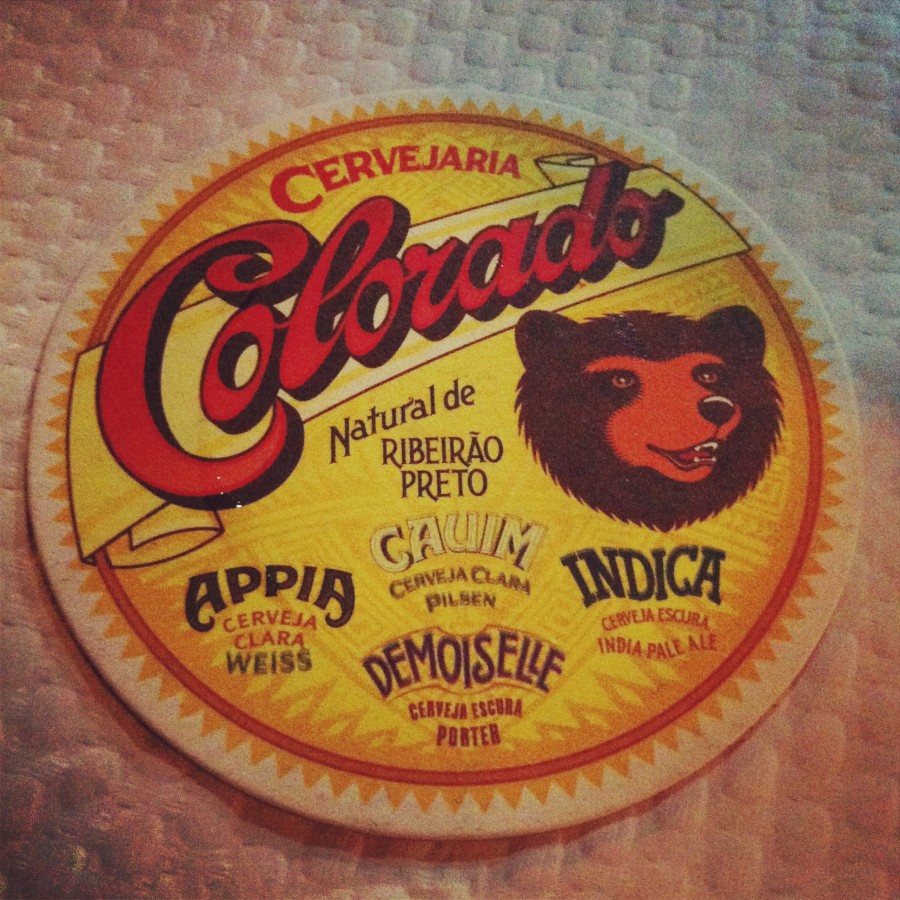 CERVEJARIA
Colorado
Natural de
RIBEIRÃO
PRETO
CAUIM
CERVEJA CLARA
PILSEN
APPIA
CERVEJA
CLARA
WEISS
INDICA
CERVEJA ESCURA
INDIA PALE ALE
DEMOISELLE
CERVEJA ESCURA
PORTER